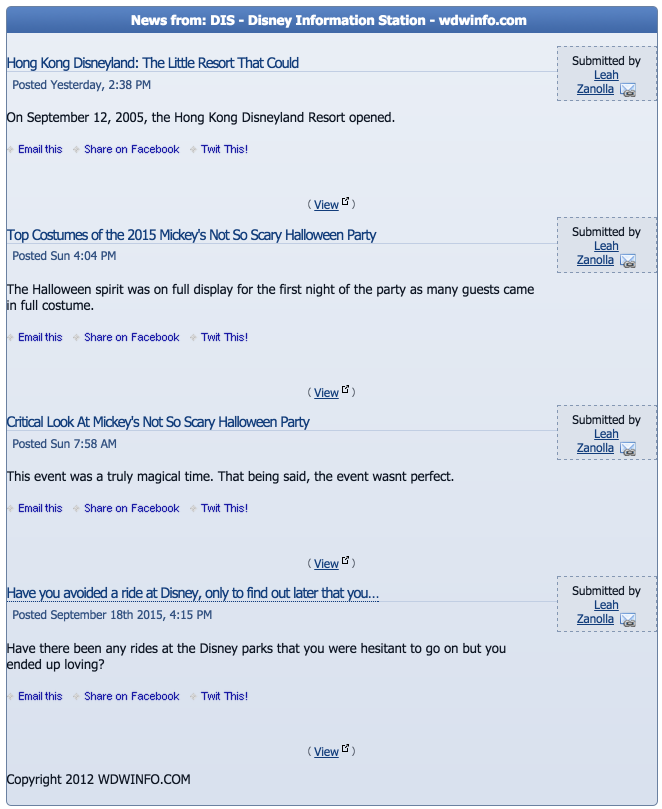 News from: DIS - Disney Information Station - wdwinfo.com
Hong Kong Disneyland: The Little Resort That Could
Submitted by
Leah
Zanolla
Posted Yesterday, 2:38 PM
On September 12, 2005, the Hong Kong Disneyland Resort opened.
Email this Share on Facebook Twit This!
( View )
Top Costumes of the 2015 Mickey's Not So Scary Halloween Party
Submitted by
Leah
Zanolla
Posted Sun 4:04 PM
The Halloween spirit was on full display for the first night of the party as many guests came
in full costume.
Email this Share on Facebook Twit This!
( View )
Critical Look At Mickey's Not So Scary Halloween Party
Submitted by
Leah
Zanolla
Posted Sun 7:58 AM
This event was a truly magical time. That being said, the event wasnt perfect.
Email this Share on Facebook Twit This!
( View )
Have you avoided a ride at Disney, only to find out later that you...
Submitted by
Leah
Zanolla
Posted September 18th 2015, 4:15 PM
Have there been any rides at the Disney parks that you were hesitant to go on but you
ended up loving?
Email this Share on Facebook Twit This!
( View )
Copyright 2012 WDWINFO.COM